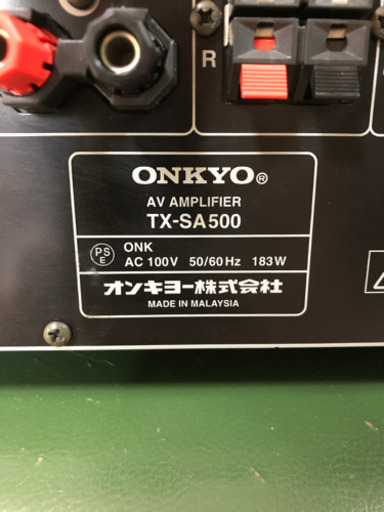 R
ONKYO®
AV AMPLIFIER
TX-SA500
PS
E
ONK
AC 100V 50/60Hz 183W
オンキヨー株式会社
MADE IN MALAYSIA